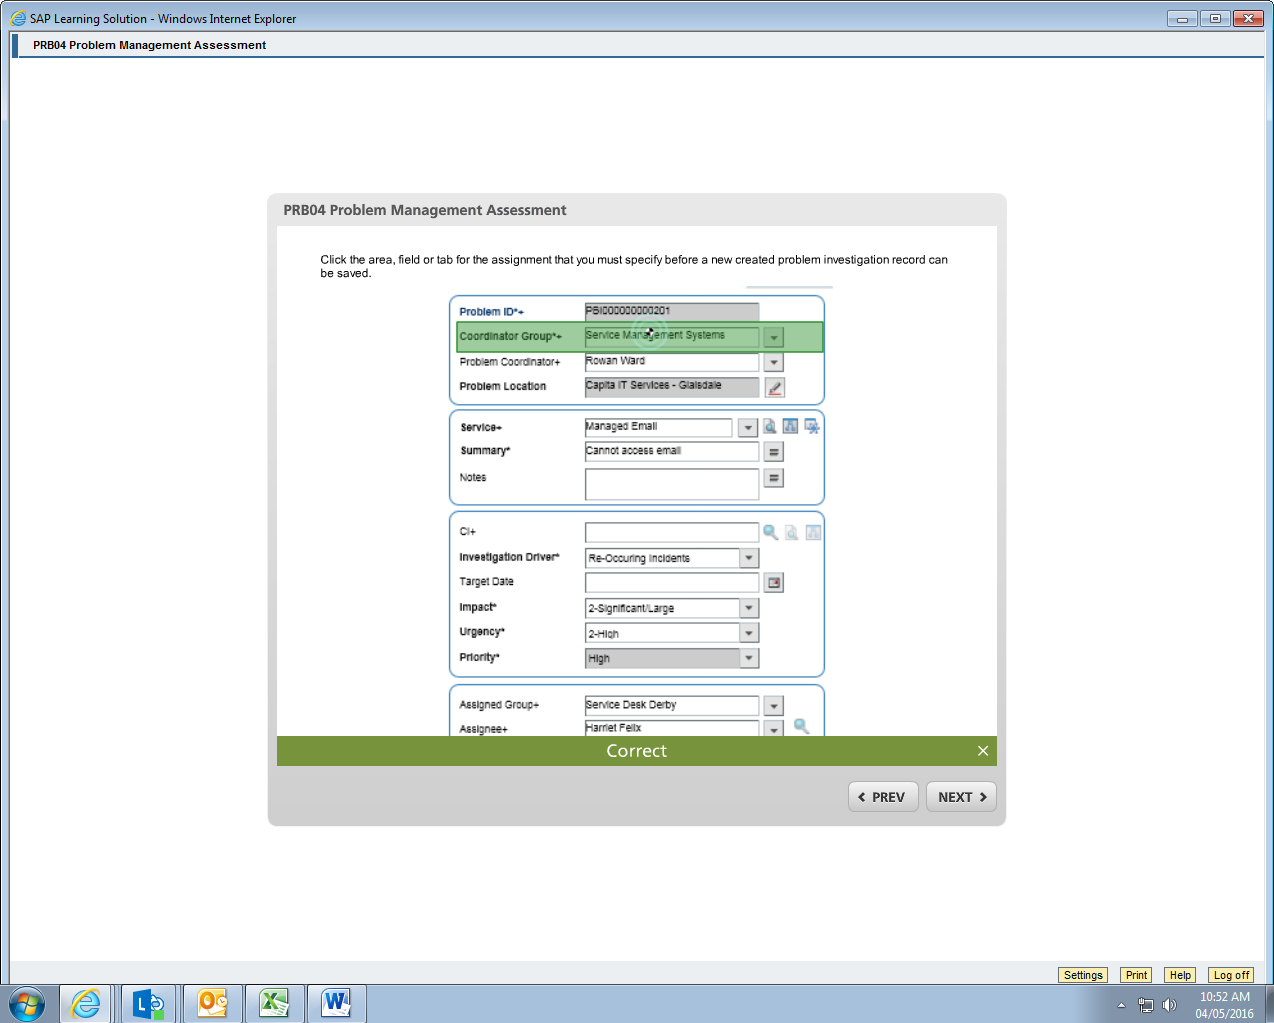 SAP Learning Solution - Windows Internet Explorer
PRB04 Problem Management Assessment
PRB04 Problem Management Assessment
Click the area, field or tab for the assignment that you must specify before a new created problem investigation record can
be saved.
Problem ID*+ PBI000000000201
Coordinator Group*+ Service Management Systems
Problem Coordinator+ Rowan Ward
Problem Location Capita IT Services - Glaisdale
Service+ Managed Email
Summary* Cannot access email
Notes
CI+
Investigation Driver* Re-Occuring Incidents
Target Date
Impact* 2-Significant/Large
Urgency* 2-High
Priority* High
Assigned Group+ Service Desk Derby
Assignee+ Harriet Felix
Correct
PREV NEXT
Settings Print Help Log off
10:52 AM
04/05/2016